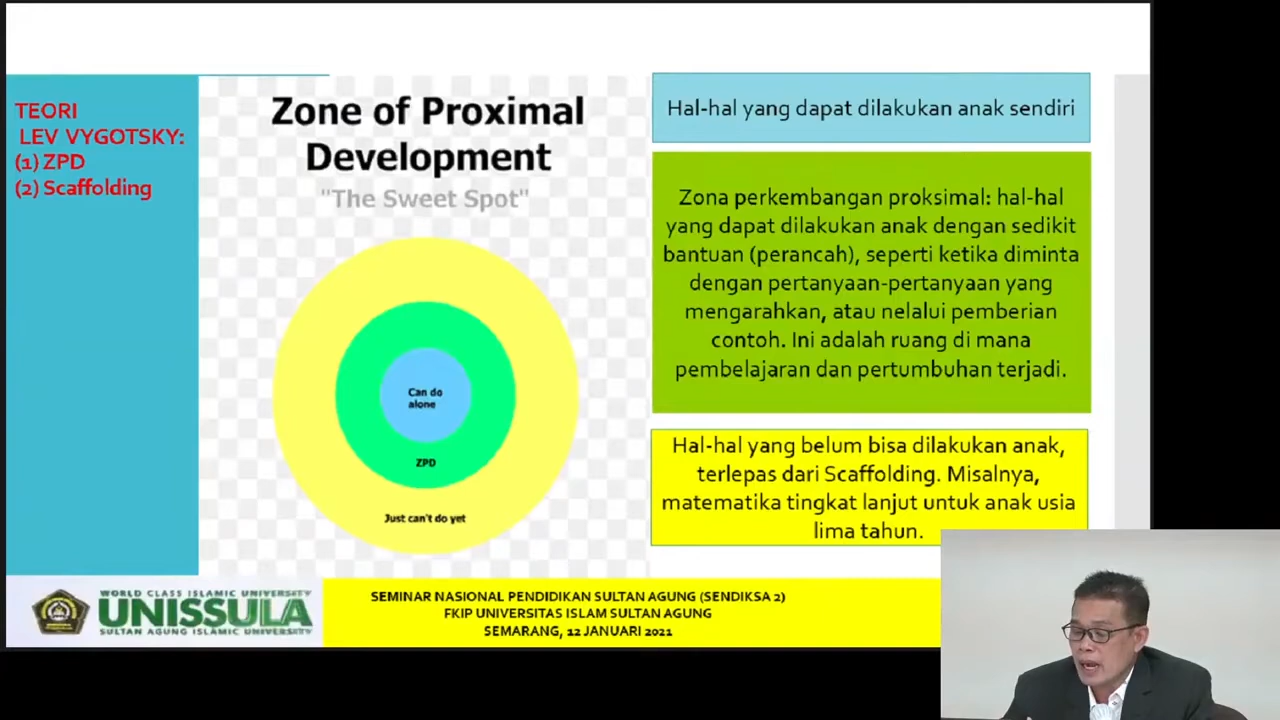 TEORI
LEV VYGOTSKY:
(1) ZPD
(2) Scaffolding
Zone of Proximal
Development
"The Sweet Spot"
Can do
alone
ZPD
Just can't do yet
Hal-hal yang dapat dilakukan anak sendiri
Zona perkembangan proksimal: hal-hal
yang dapat dilakukan anak dengan sedikit
bantuan (perancah), seperti ketika diminta
dengan pertanyaan-pertanyaan yang
mengarahkan, atau nelalui pemberian
contoh. Ini adalah ruang di mana
pembelajaran dan pertumbuhan terjadi.
Hal-hal yang belum bisa dilakukan anak,
terlepas dari Scaffolding. Misalnya,
matematika tingkat lanjut untuk anak usia
lima tahun.
WORLD CLASS ISLAMIC UNIVERSITY
UNISSULA
SULTAN AGUNG ISLAMIC UNIVERSITY
SEMINAR NASIONAL PENDIDIKAN SULTAN AGUNG (SENDIKSA 2)
FKIP UNIVERSITAS ISLAM SULTAN AGUNG
SEMARANG, 12 JANUARI 2021